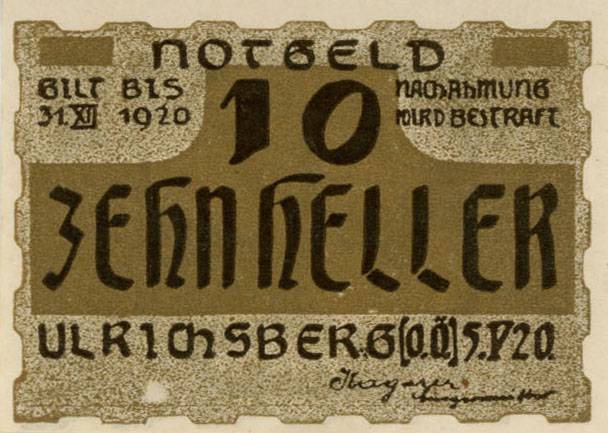 NOTGELD
GILT BIS
31. XII 1920
10
NACHAHMUNG
WIRD BESTRAFT
ZEHN HELLER
ULRICHSBERG (O.Ö.) 5. V 20.